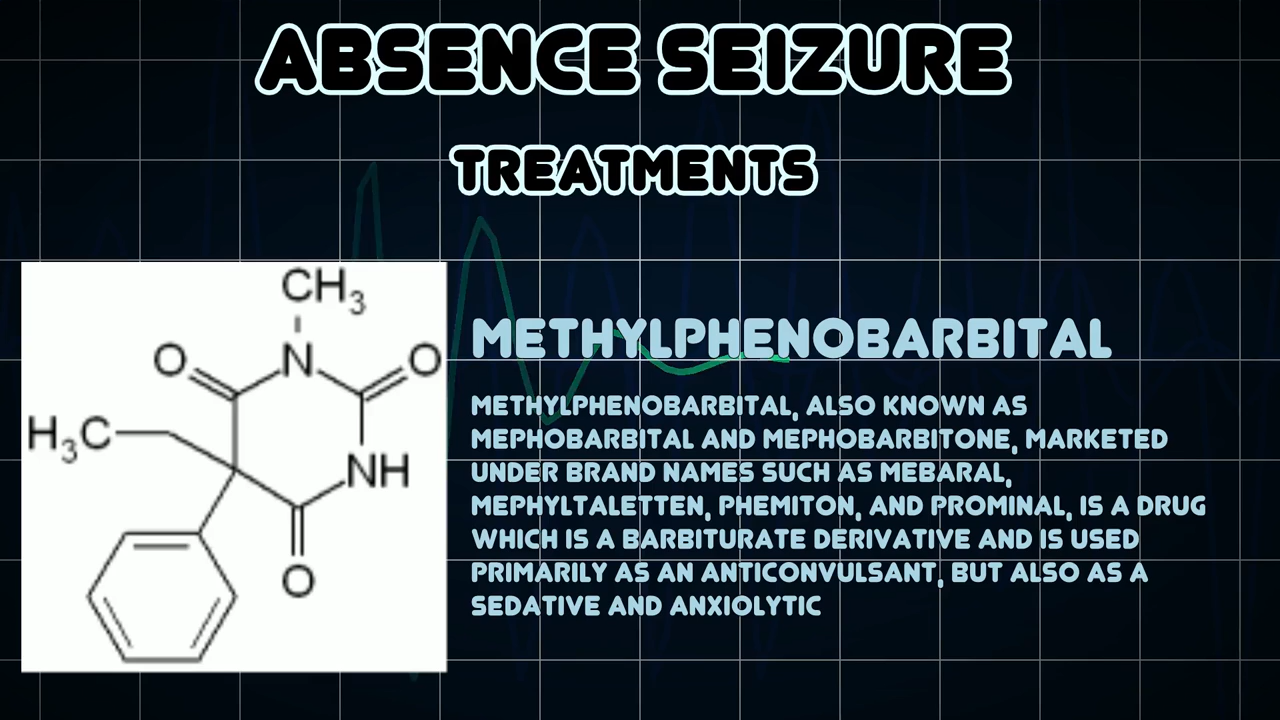 ABSENCE SEIZURE
TREATMENTS
CH3
O
N
O
H3C
NH
O
METHYLPHENOBARBITAL
METHYLPHENOBARBITAL, ALSO KNOWN AS
MEPHOBARBITAL AND MEPHOBARBITONE, MARKETED
UNDER BRAND NAMES SUCH AS MEBARAL,
MEPHYLTALETTEN, PHEMITON, AND PROMINAL, IS A DRUG
WHICH IS A BARBITURATE DERIVATIVE AND IS USED
PRIMARILY AS AN ANTICONVULSANT, BUT ALSO AS A
SEDATIVE AND ANXIOLYTIC